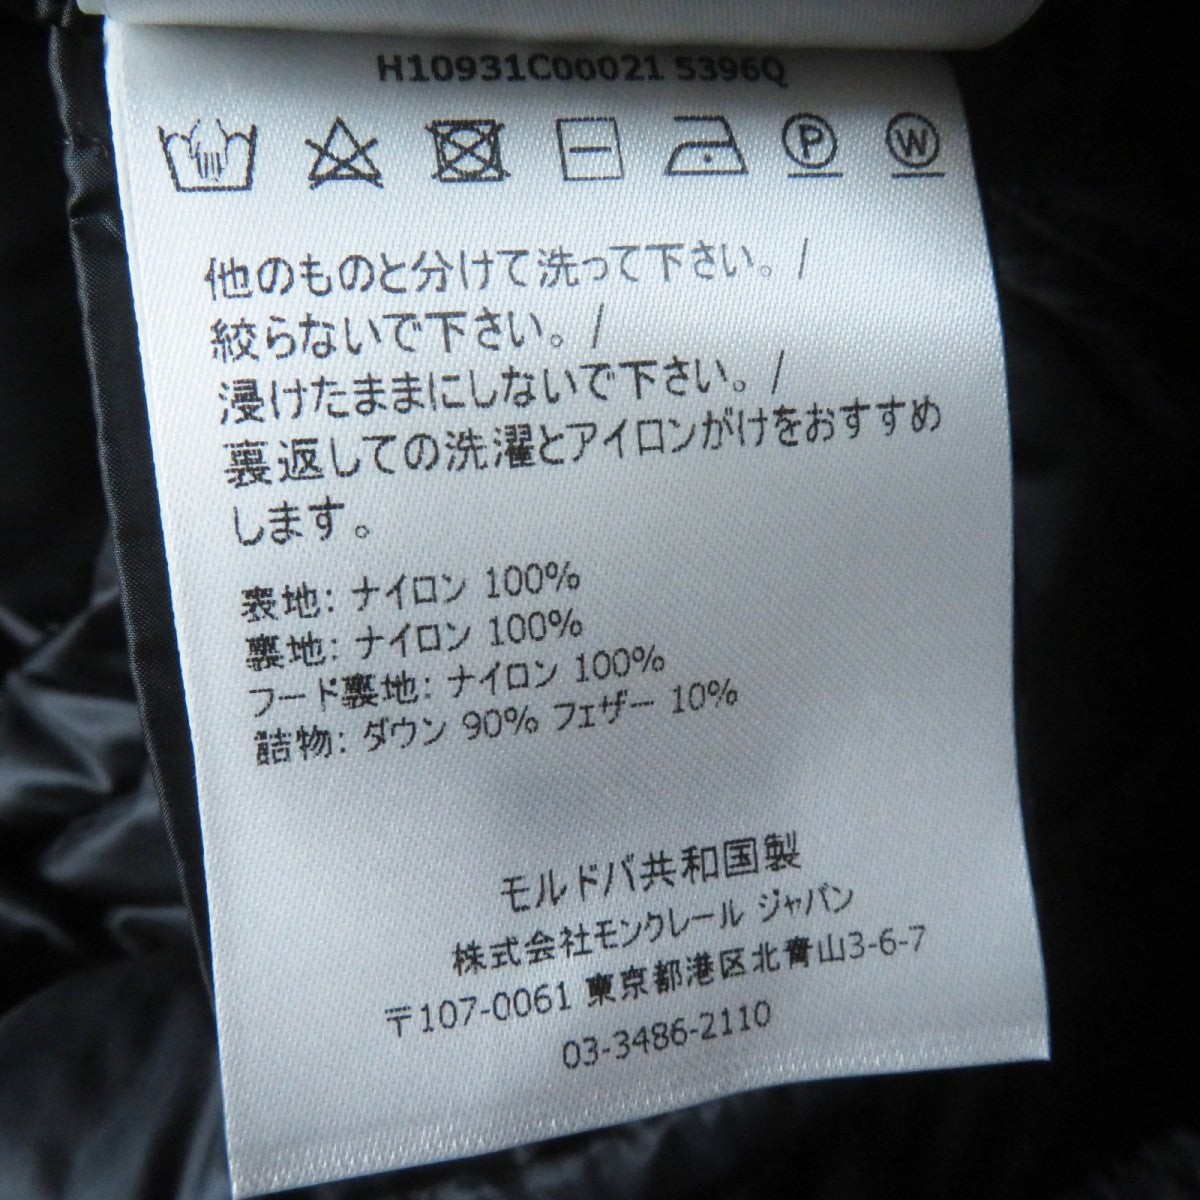 H10931C00021 5396Q
P W
他のものと分けて洗って下さい。/
絞らないで下さい。/
浸けたままにしないで下さい。/
裏返しての洗濯とアイロンがけをおすすめ
します。
表地: ナイロン 100%
裏地: ナイロン 100%
フード裏地: ナイロン 100%
詰物: ダウン 90% フェザー 10%
モルドバ共和国製
株式会社モンクレール ジャパン
〒107-0061 東京都港区北青山3-6-7
03-3486-2110